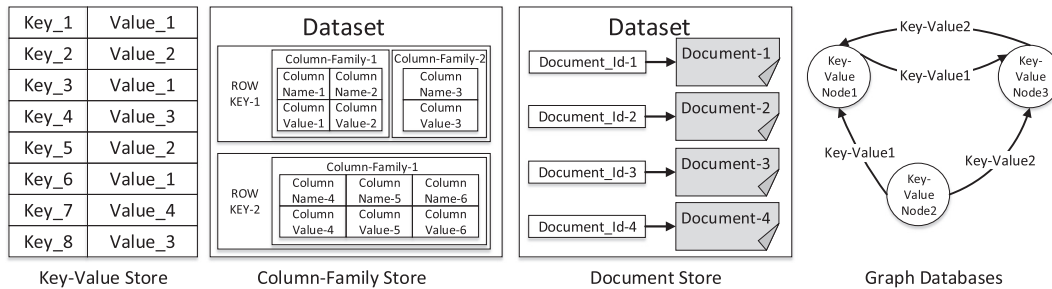 Key_1 Value_1
Key_2 Value_2
Key_3 Value_1
Key_4 Value_3
Key_5 Value_2
Key_6 Value_1
Key_7 Value_4
Key_8 Value_3
Key-Value Store
Dataset
ROW
KEY-1
Column-Family-1
Column
Name-1
Column
Name-2
Column
Value-1
Column
Value-2
Column-Family-2
Column
Name-3
Column
Value-3
ROW
KEY-2
Column-Family-1
Column
Name-4
Column
Name-5
Column
Name-6
Column
Value-4
Column
Value-5
Column
Value-6
Column-Family Store
Dataset
Document_Id-1 Document-1
Document_Id-2 Document-2
Document_Id-3 Document-3
Document_Id-4 Document-4
Document Store
Key-Value2
Key-
Value
Node1
Key-Value1
Key-
Value
Node3
Key-Value1
Key-Value2
Key-
Value
Node2
Graph Databases